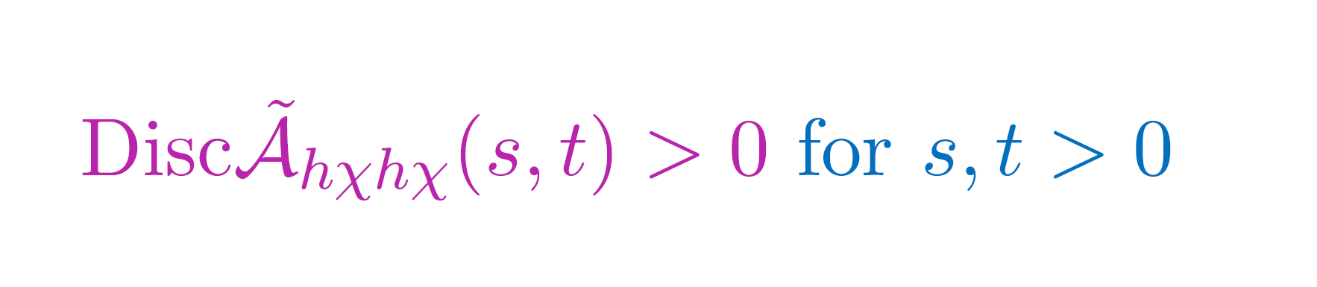 Disc𝒜̃_{hχhχ}(s, t) > 0 for s, t > 0